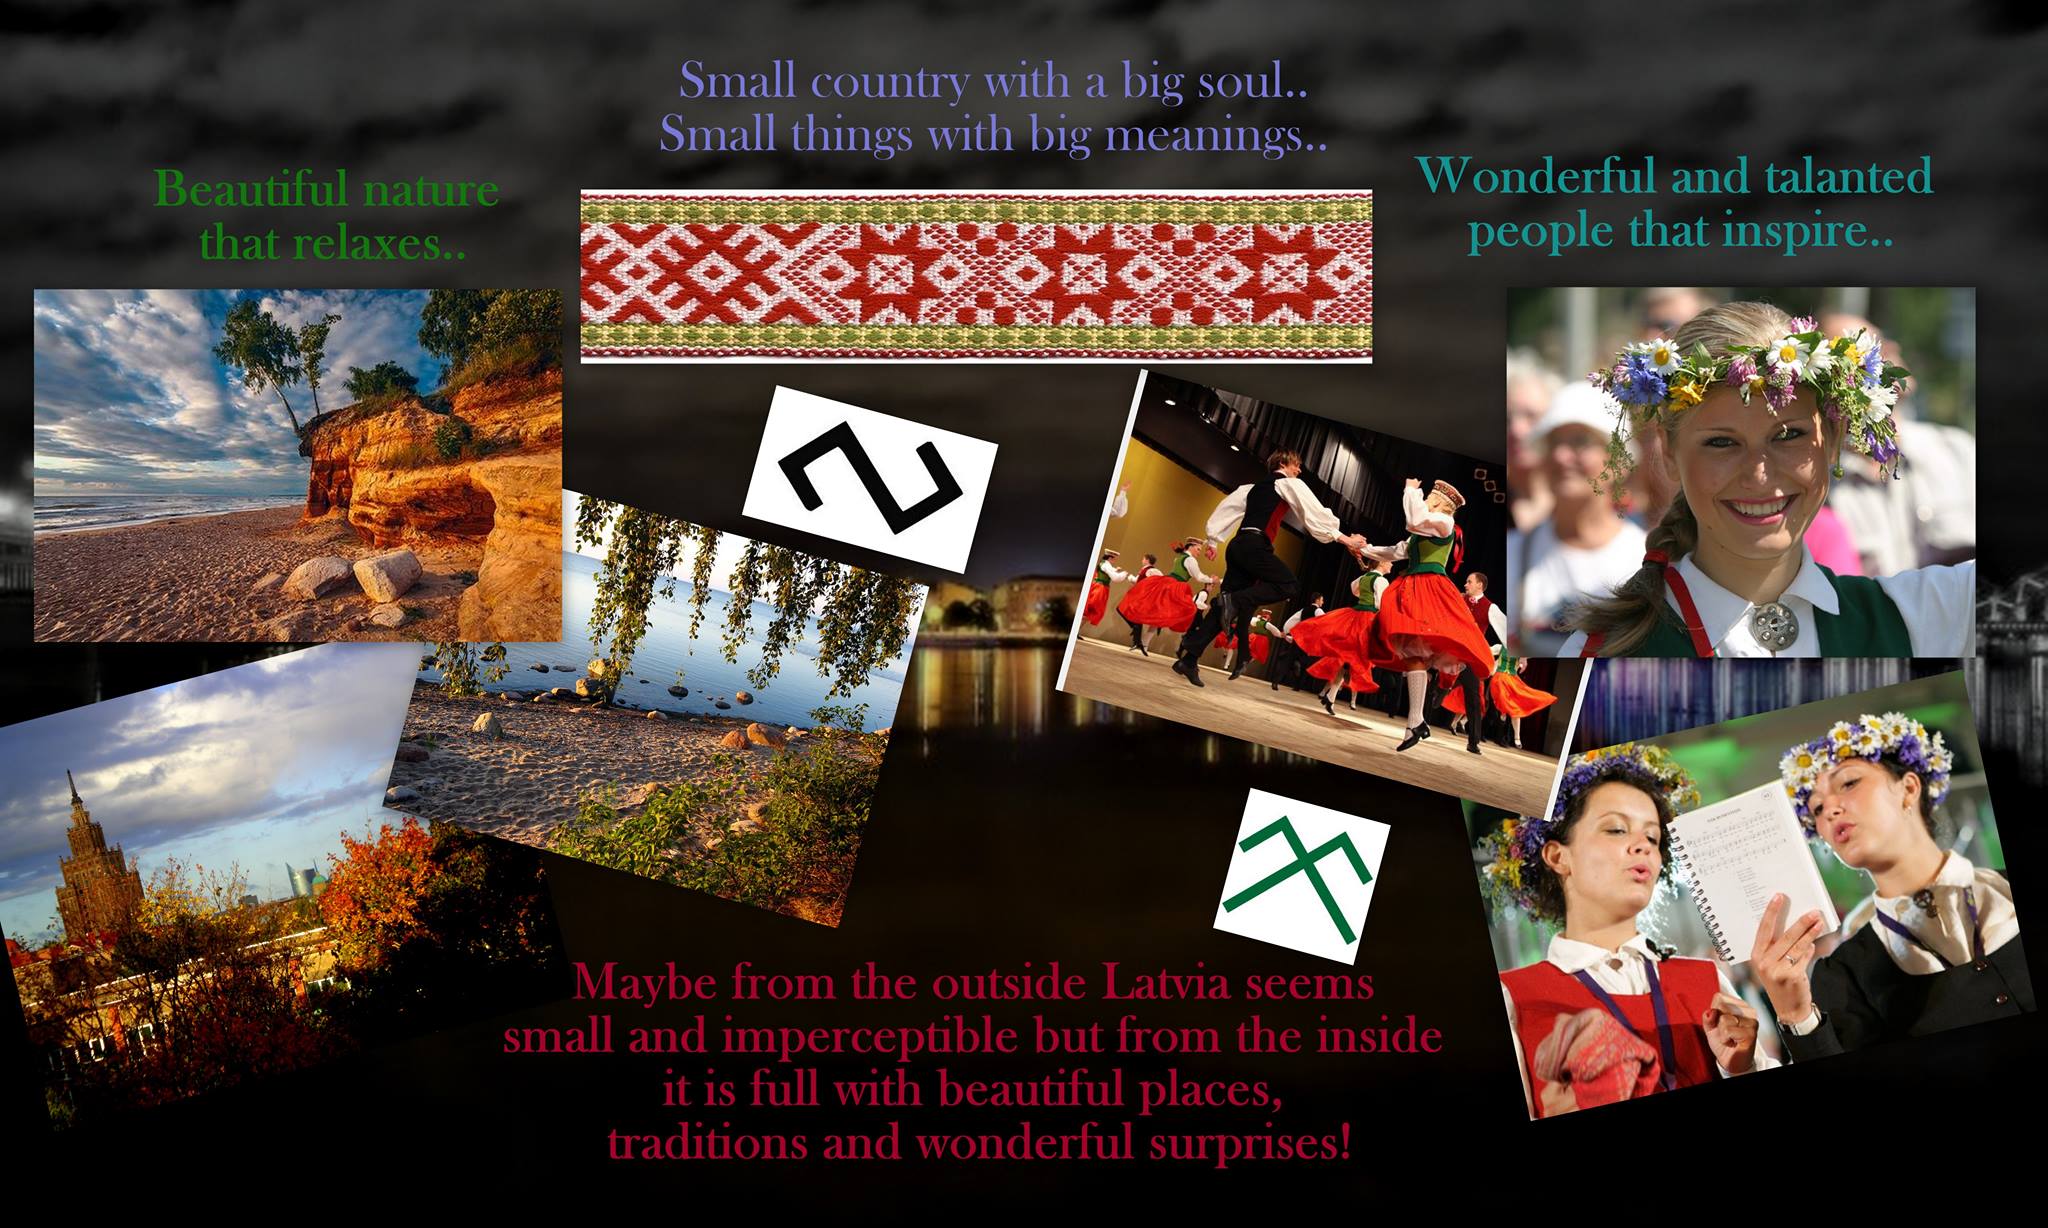 Small country with a big soul..
Small things with big meanings..
Beautiful nature
that relaxes..
Wonderful and talanted
people that inspire..
Maybe from the outside Latvia seems
small and imperceptible but from the inside
it is full with beautiful places,
traditions and wonderful surprises!